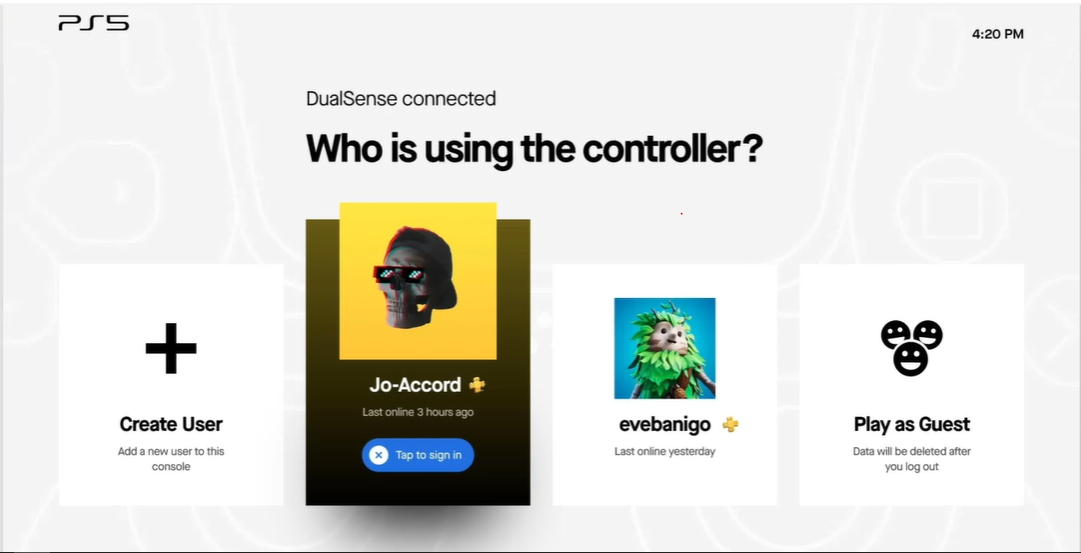 PS5
4:20 PM
DualSense connected
Who is using the controller?
Create User
Add a new user to this
console
Jo-Accord
Last online 3 hours ago
Tap to sign in
evebanigo
Last online yesterday
Play as Guest
Data will be deleted after
you log out